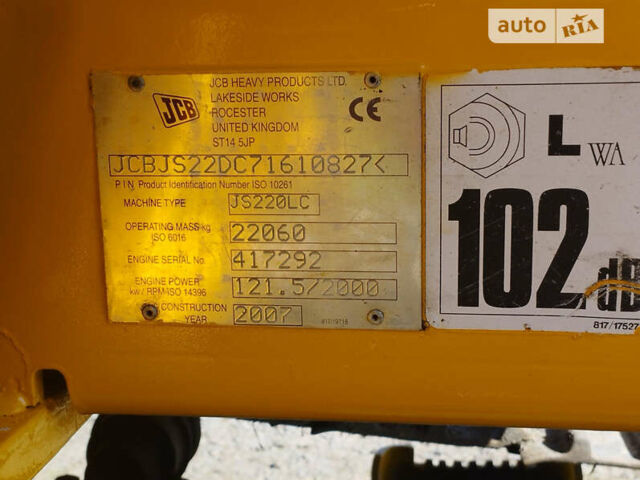 auto RIA
JCB
JCB HEAVY PRODUCTS LTD.
LAKESIDE WORKS
ROCESTER
UNITED KINGDOM
ST14 5JP
CE
JCBJS22DC71610827<
P I N Product Identification Number ISO 10261
MACHINE TYPE JS220LC
OPERATING MASS kg
ISO 6016
22060
ENGINE SERIAL No. 417292
ENGINE POWER
kw / RPM ISO 14396
121.5/2000
CONSTRUCTION
YEAR
2007
L WA
102 dB
817/17527